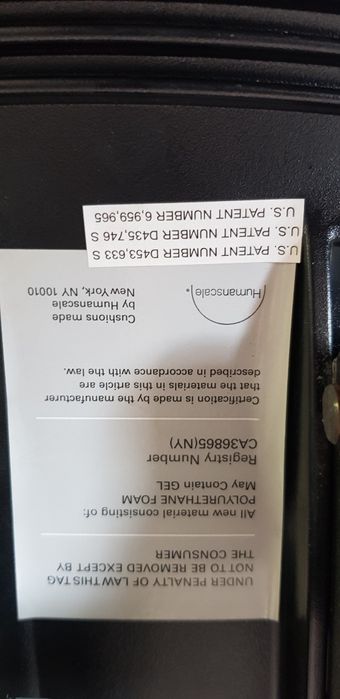 UNDER PENALTY OF LAW THIS TAG
NOT TO BE REMOVED EXCEPT BY
THE CONSUMER
All new material consisting of:
POLYURETHANE FOAM
May Contain GEL
Registry Number
CA36865(NY)
Certification is made by the manufacturer
that the materials in this article are
described in accordance with the law.
Cushions made
by Humanscale
New York, NY 10010
Humanscale
U.S. PATENT NUMBER D453,633 S
U.S. PATENT NUMBER D435,746 S
U.S. PATENT NUMBER 6,959,965